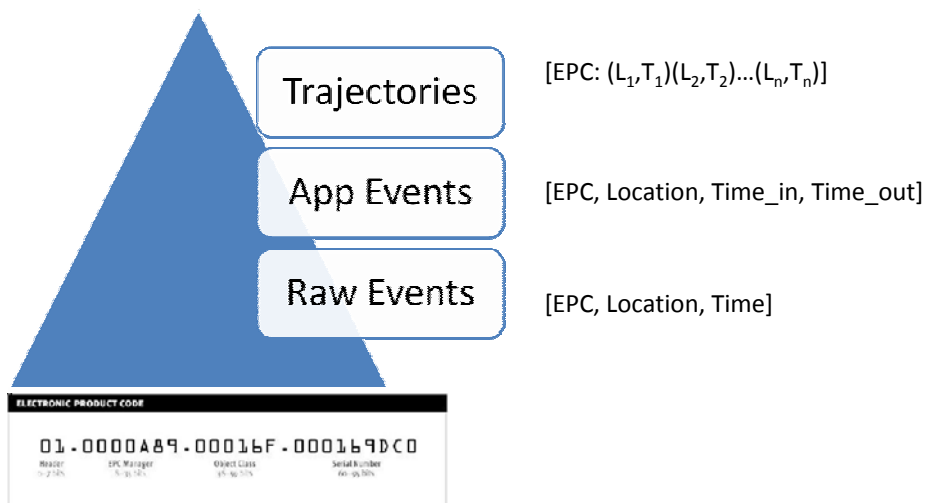 Trajectories
[EPC: (L₁,T₁)(L₂,T₂)…(Lₙ,Tₙ)]
App Events
[EPC, Location, Time_in, Time_out]
Raw Events
[EPC, Location, Time]
ELECTRONIC PRODUCT CODE
01.0000A89.00016F.000169DC0
Header EPC Manager Object Class Serial Number